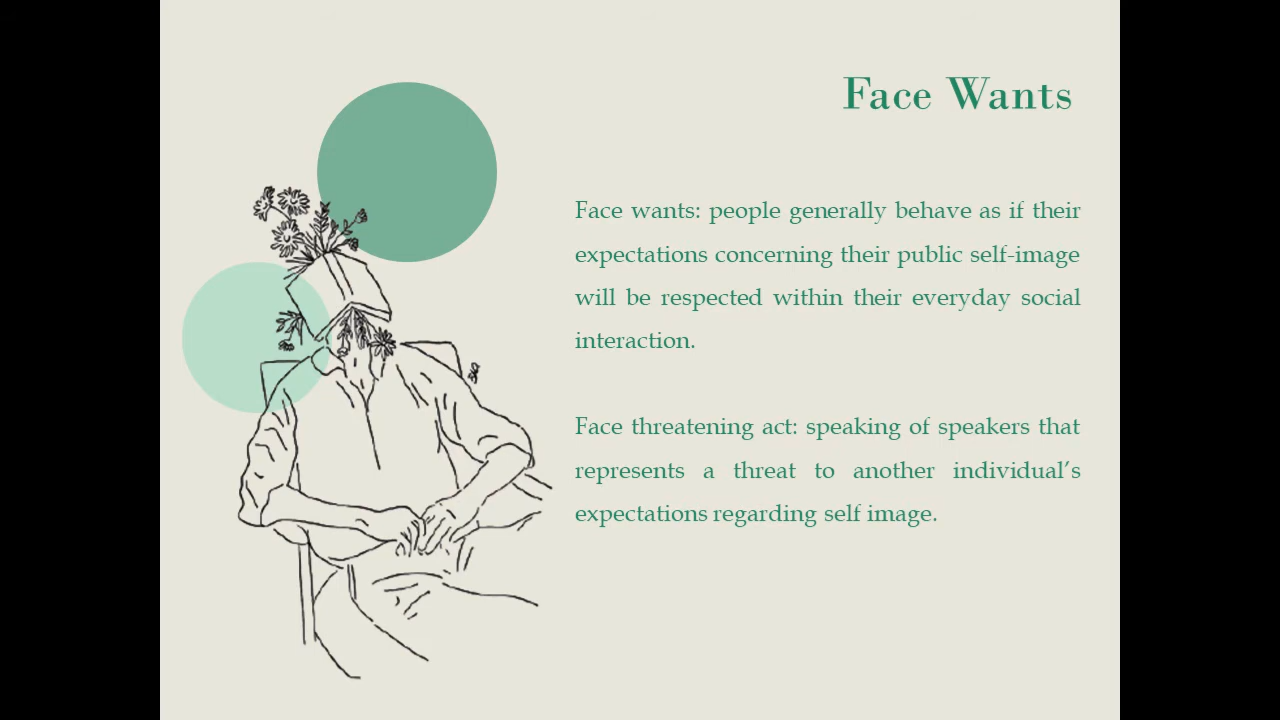 Face Wants
Face wants: people generally behave as if their
expectations concerning their public self-image
will be respected within their everyday social
interaction.
Face threatening act: speaking of speakers that
represents a threat to another individual’s
expectations regarding self image.